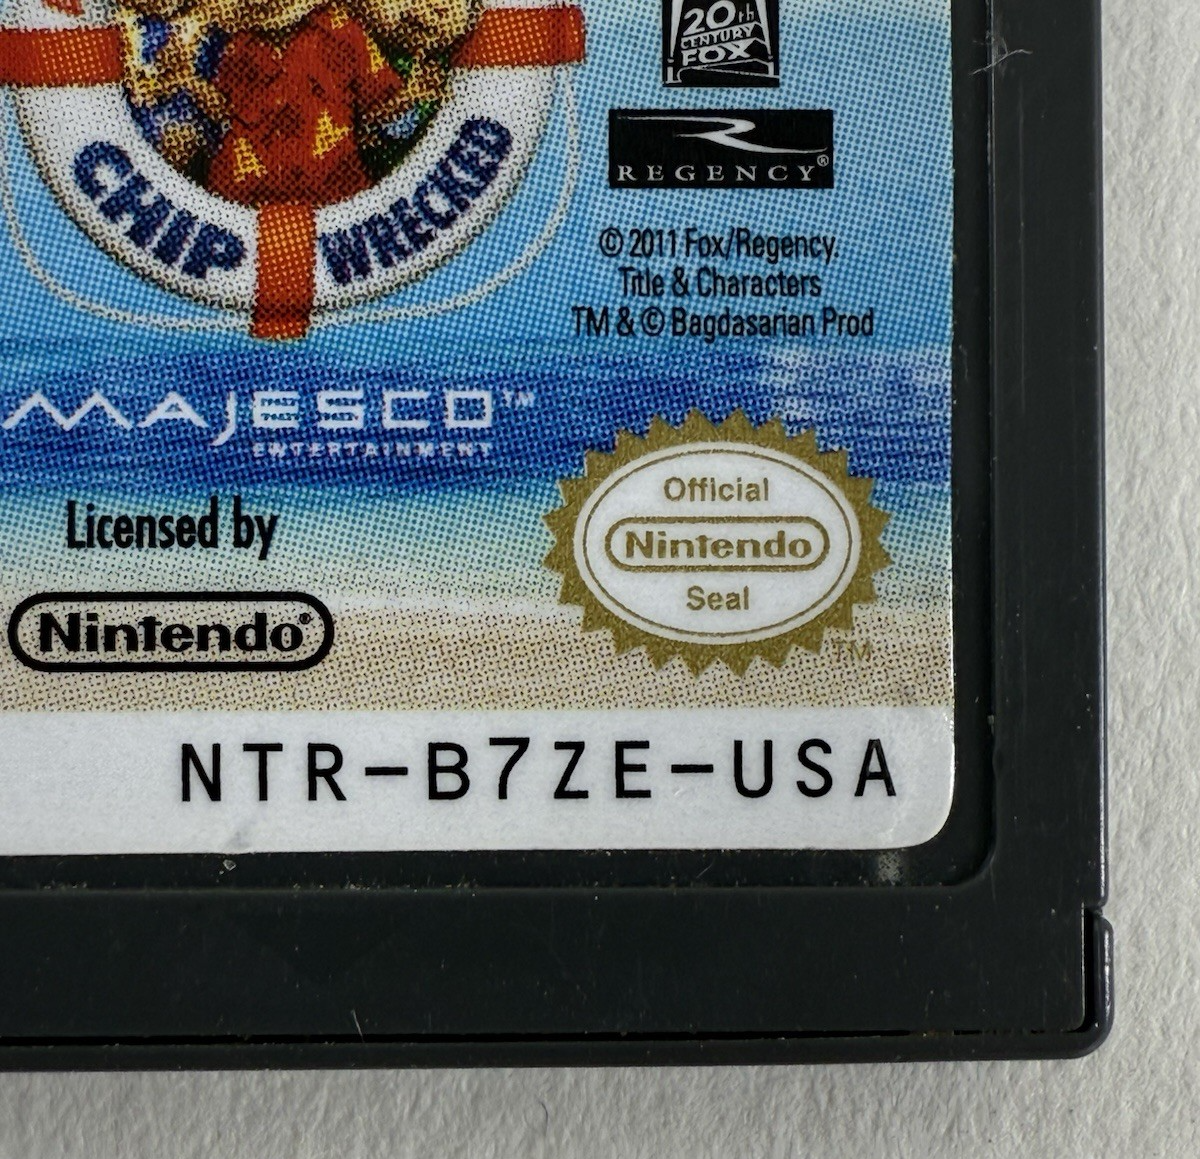 20th
CENTURY
FOX
REGENCY®
CHIP
WRECKED
© 2011 Fox/Regency.
Title & Characters
TM & © Bagdasarian Prod
MAJESCO™
ENTERTAINMENT
Licensed by
Nintendo®
Official
Nintendo
Seal
TM
NTR-B7ZE-USA